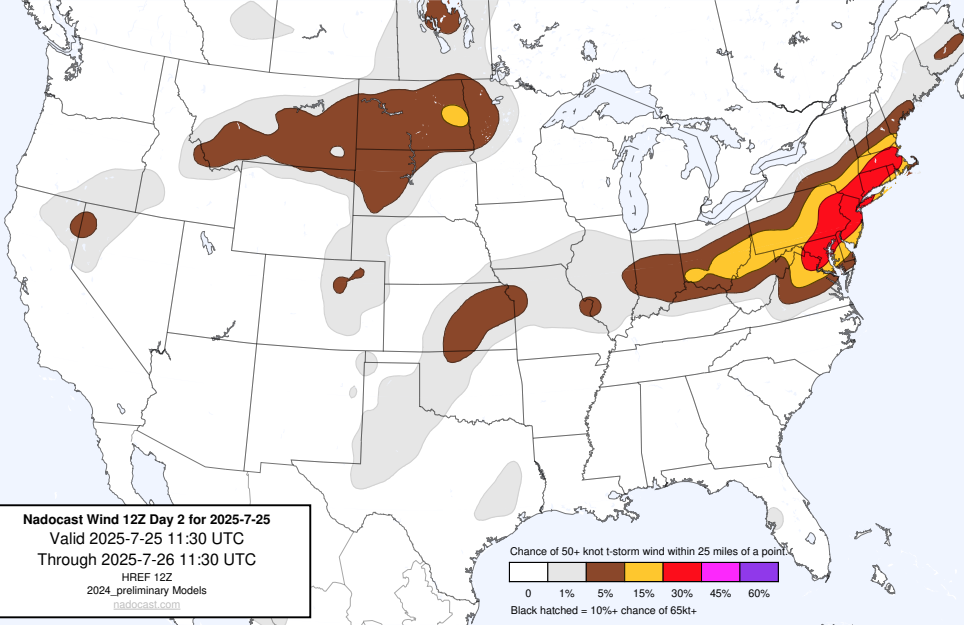 Nadocast Wind 12Z Day 2 for 2025-7-25
Valid 2025-7-25 11:30 UTC
Through 2025-7-26 11:30 UTC
HREF 12Z
2024_preliminary Models
nadocast.com
Chance of 50+ knot t-storm wind within 25 miles of a point.
0 1% 5% 15% 30% 45% 60%
Black hatched = 10%+ chance of 65kt+